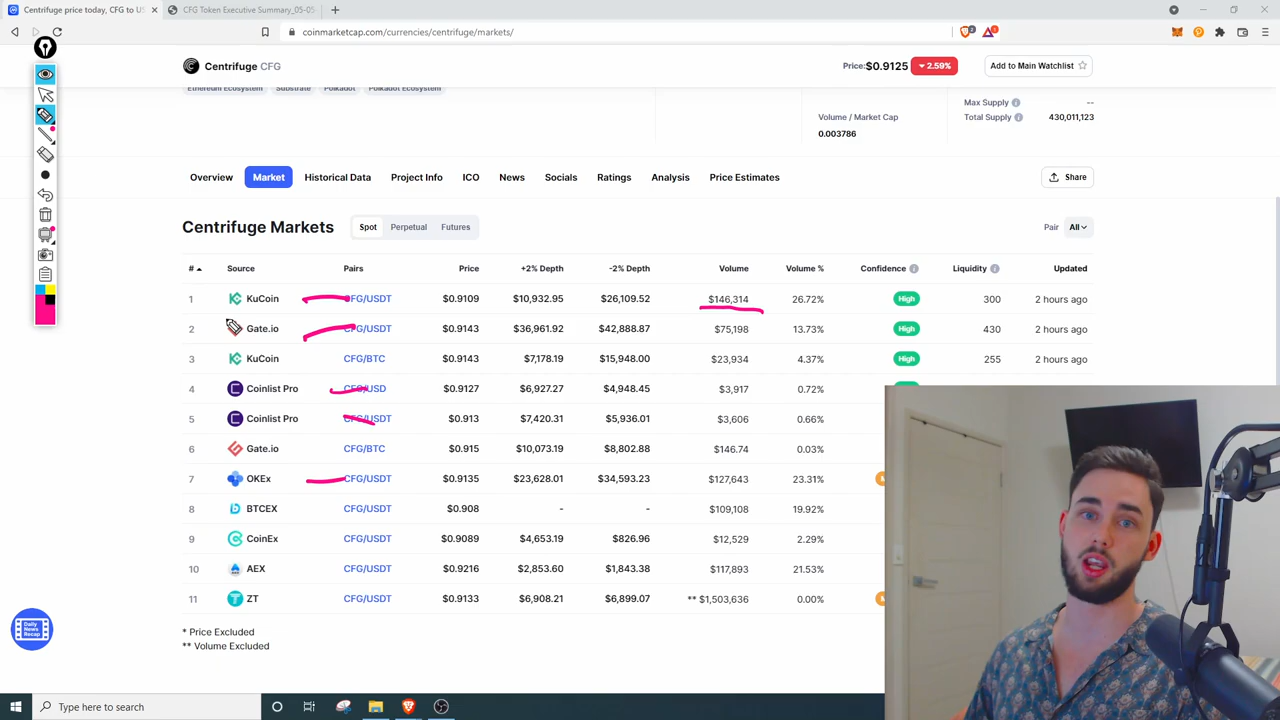 Centrifuge price today, CFG to US
CFG Token Executive Summary_05-05
coinmarketcap.com/currencies/centrifuge/markets/
Centrifuge CFG
Price: $0.9125 2.59% Add to Main Watchlist
Ethereum Ecosystem Substrate Polkadot Polkadot Ecosystem
Max Supply --
Volume / Market Cap Total Supply 430,011,123
0.003786
Overview Market Historical Data Project Info ICO News Socials Ratings Analysis Price Estimates Share
Centrifuge Markets Spot Perpetual Futures Pair All
# Source Pairs Price +2% Depth -2% Depth Volume Volume % Confidence Liquidity Updated
1 KuCoin CFG/USDT $0.9109 $10,932.95 $26,109.52 $146,314 26.72% High 300 2 hours ago
2 Gate.io CFG/USDT $0.9143 $36,961.92 $42,888.87 $75,198 13.73% High 430 2 hours ago
3 KuCoin CFG/BTC $0.9143 $7,178.19 $15,948.00 $23,934 4.37% High 255 2 hours ago
4 Coinlist Pro CFG/USD $0.9127 $6,927.27 $4,948.45 $3,917 0.72%
5 Coinlist Pro CFG/USDT $0.913 $7,420.31 $5,936.01 $3,606 0.66%
6 Gate.io CFG/BTC $0.915 $10,073.19 $8,802.88 $146.74 0.03%
7 OKEx CFG/USDT $0.9135 $23,628.01 $34,593.23 $127,643 23.31%
8 BTCEX CFG/USDT $0.908 - - $109,108 19.92%
9 CoinEx CFG/USDT $0.9089 $4,653.19 $826.96 $12,529 2.29%
10 AEX CFG/USDT $0.9216 $2,853.60 $1,843.38 $117,893 21.53%
11 ZT CFG/USDT $0.9133 $6,908.21 $6,899.07 ** $1,503,636 0.00%
* Price Excluded
** Volume Excluded
Daily
News
Recap
Type here to search